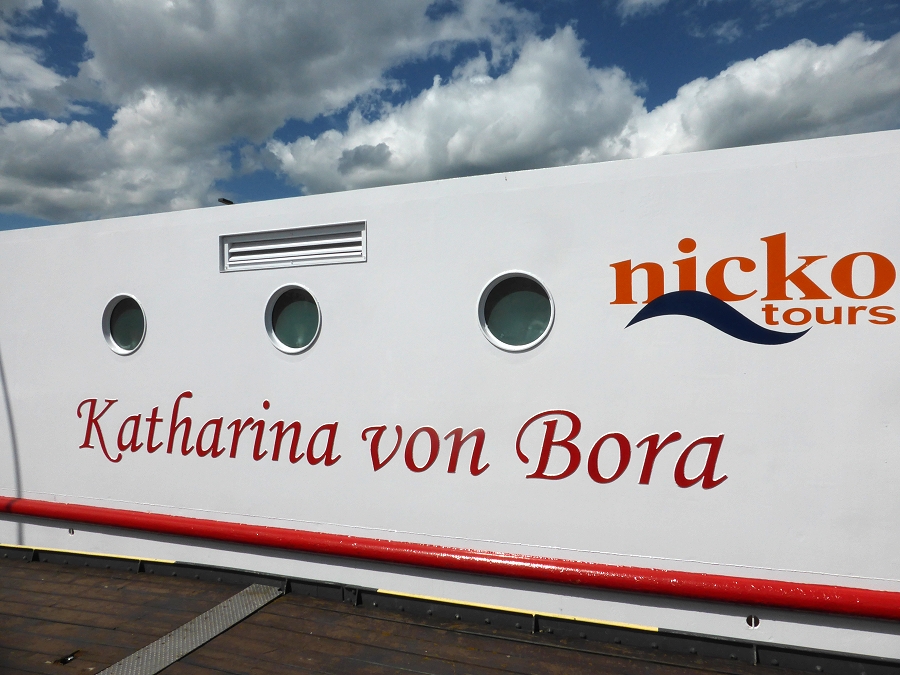 nicko
tours
Katharina von Bora